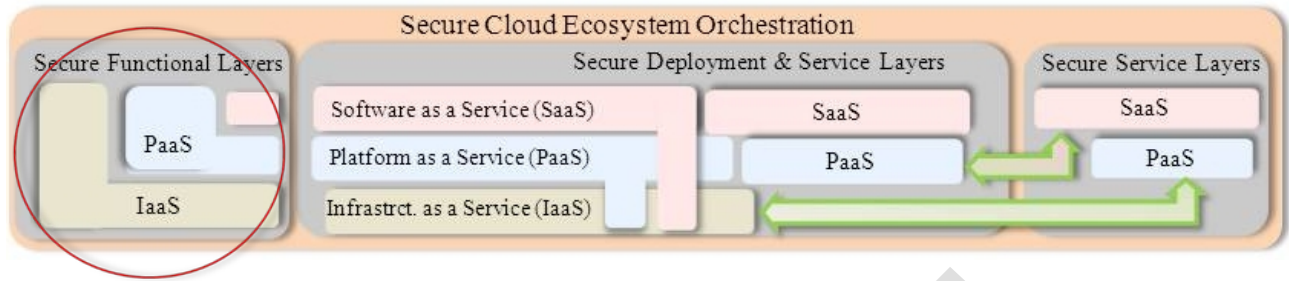 Secure Cloud Ecosystem Orchestration
Secure Functional Layers
PaaS
IaaS
Secure Deployment & Service Layers
Software as a Service (SaaS)
SaaS
Platform as a Service (PaaS)
PaaS
Infrastrct. as a Service (IaaS)
Secure Service Layers
SaaS
PaaS